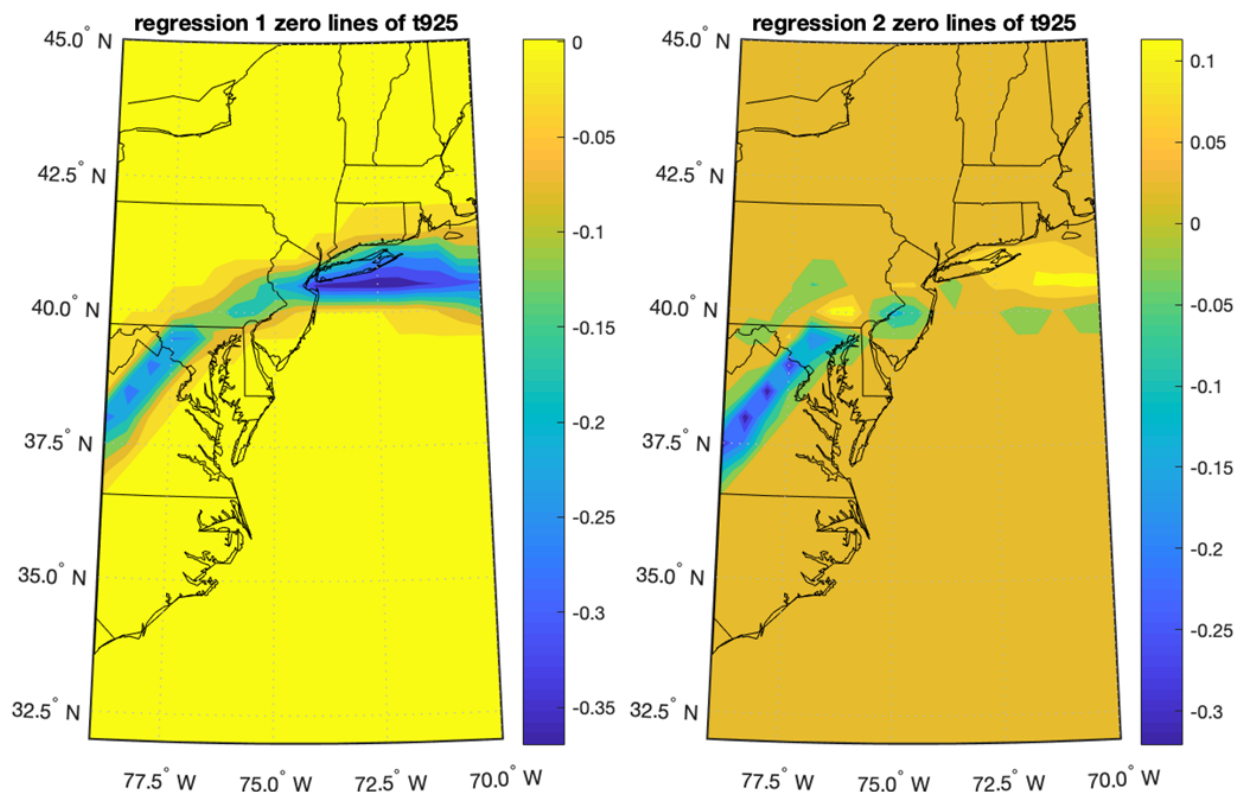 regression 1 zero lines of t925
45.0° N
42.5° N
40.0° N
37.5° N
35.0° N
32.5° N
77.5° W
75.0° W
72.5° W
70.0° W
0
-0.05
-0.1
-0.15
-0.2
-0.25
-0.3
-0.35
regression 2 zero lines of t925
45.0° N
42.5° N
40.0° N
37.5° N
35.0° N
32.5° N
77.5° W
75.0° W
72.5° W
70.0° W
0.1
0.05
0
-0.05
-0.1
-0.15
-0.2
-0.25
-0.3